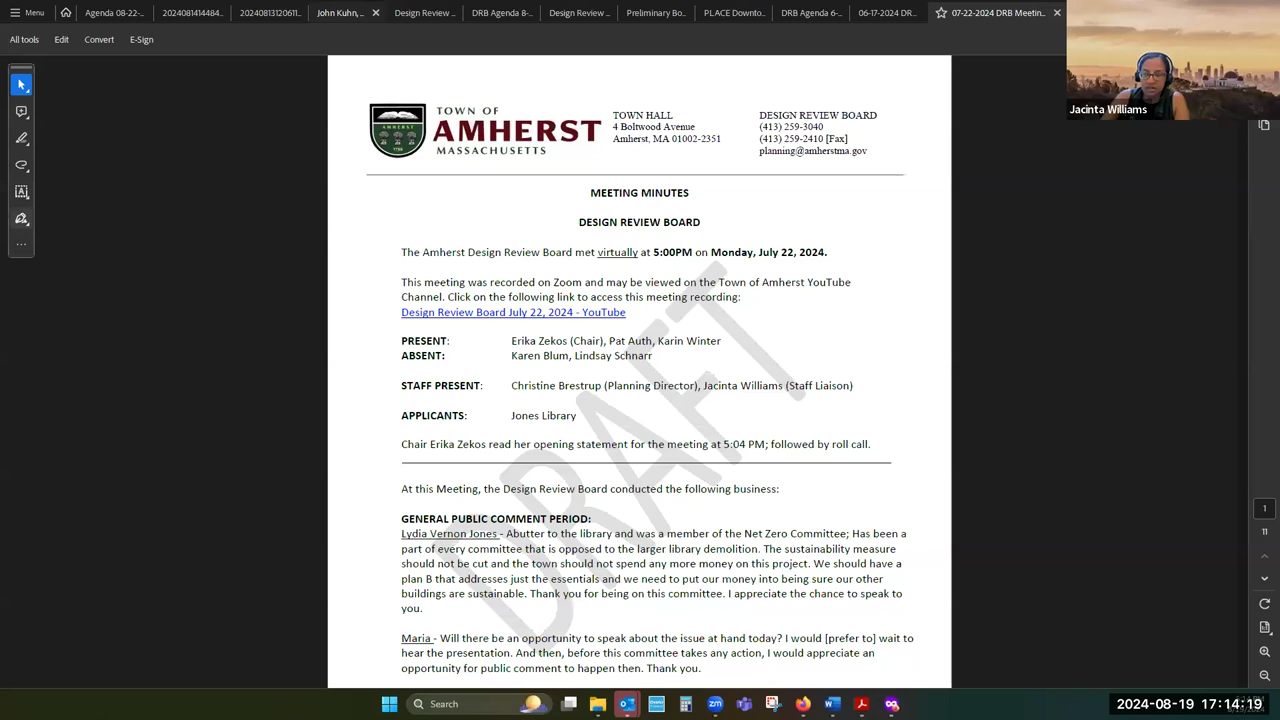 Menu
Agenda 08-22-...
2024081414484...
20240813120611...
John Kuhn, ...
Design Review ...
DRB Agenda 8-...
Design Review ...
Preliminary Bo...
PLACE Downto...
DRB Agenda 6-...
06-17-2024 DR...
07-22-2024 DRB Meetin...
All tools
Edit
Convert
E-Sign
Jacinta Williams
AMHERST
TOWN OF
AMHERST
MASSACHUSETTS
TOWN HALL
4 Boltwood Avenue
Amherst, MA 01002-2351
DESIGN REVIEW BOARD
(413) 259-3040
(413) 259-2410 [Fax]
planning@amherstma.gov
MEETING MINUTES
DESIGN REVIEW BOARD
The Amherst Design Review Board met virtually at 5:00PM on Monday, July 22, 2024.
This meeting was recorded on Zoom and may be viewed on the Town of Amherst YouTube
Channel. Click on the following link to access this meeting recording:
Design Review Board July 22, 2024 - YouTube
PRESENT: Erika Zekos (Chair), Pat Auth, Karin Winter
ABSENT: Karen Blum, Lindsay Schnarr
STAFF PRESENT: Christine Brestrup (Planning Director), Jacinta Williams (Staff Liaison)
APPLICANTS: Jones Library
Chair Erika Zekos read her opening statement for the meeting at 5:04 PM; followed by roll call.
At this Meeting, the Design Review Board conducted the following business:
GENERAL PUBLIC COMMENT PERIOD:
Lydia Vernon Jones - Abutter to the library and was a member of the Net Zero Committee; Has been a
part of every committee that is opposed to the larger library demolition. The sustainability measure
should not be cut and the town should not spend any more money on this project. We should have a
plan B that addresses just the essentials and we need to put our money into being sure our other
buildings are sustainable. Thank you for being on this committee. I appreciate the chance to speak to
you.
Maria - Will there be an opportunity to speak about the issue at hand today? I would [prefer to] wait to
hear the presentation. And then, before this committee takes any action, I would appreciate an
opportunity for public comment to happen then. Thank you.
DRAFT
1
11
Search
2024-08-19 17:14:19